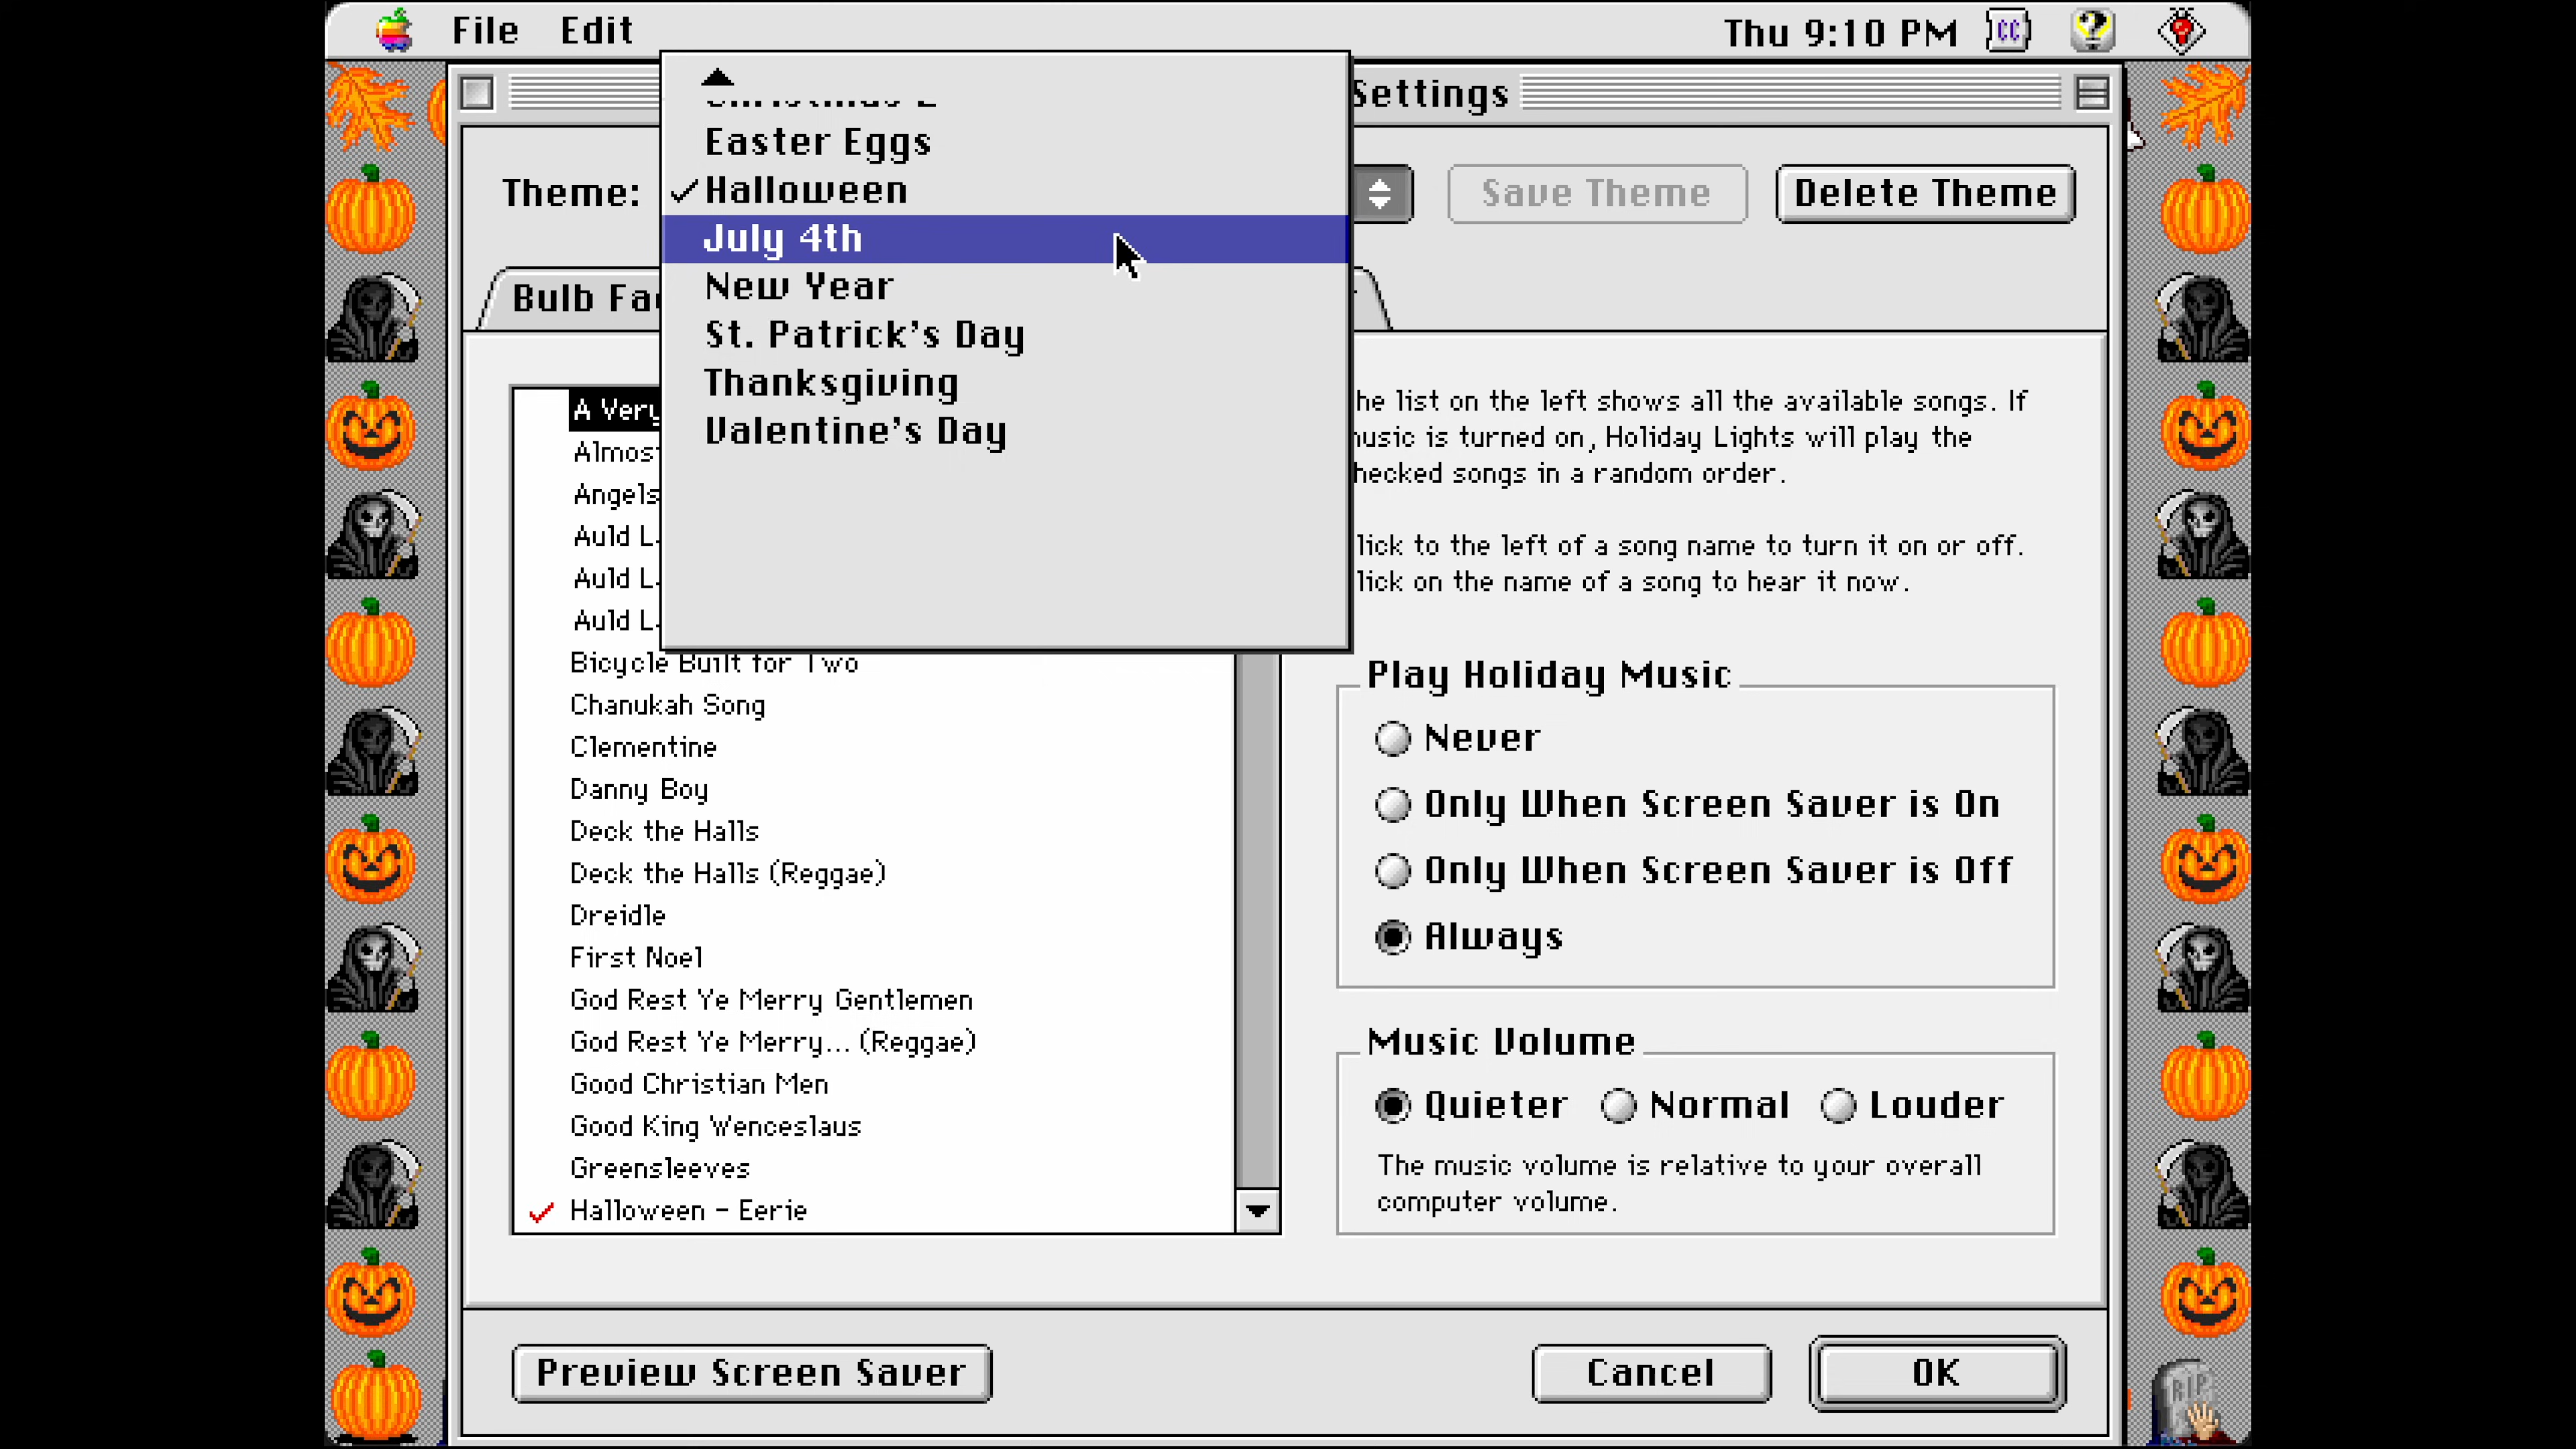 File Edit Thu 9:10 PM CC
Settings
Easter Eggs
Theme: Halloween Save Theme Delete Theme
July 4th
New Year
Bulb
St. Patrick's Day
Thanksgiving
Valentine's Day
A Very
list on the left shows all the available songs. If
is turned on, Holiday Lights will play the
songs in a random order.
Angels
Auld L
Auld L
Auld L
to the left of a song name to turn it on or off.
on the name of a song to hear it now.
Bicycle Built for Two
Chanukah Song
Clementine
Danny Boy
Deck the Halls
Deck the Halls (Reggae)
Dreidle
First Noel
God Rest Ye Merry Gentlemen
God Rest Ye Merry... (Reggae)
Good Christian Men
Good King Wenceslaus
Greensleeves
Halloween - Eerie
Play Holiday Music
Never
Only When Screen Saver is On
Only When Screen Saver is Off
Always
Music Volume
Quieter Normal Louder
The music volume is relative to your overall
computer volume.
Preview Screen Saver Cancel OK
RIP